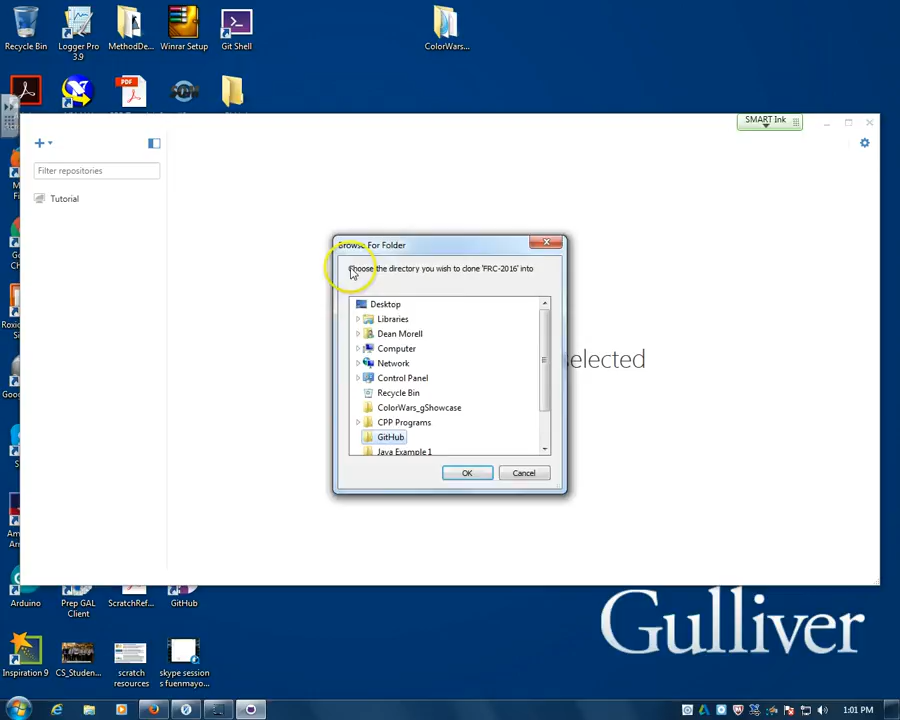 Recycle Bin
Logger Pro
3.9
MethodDe...
Winrar Setup
Git Shell
ColorWars...
SMART Ink
Filter repositories
Tutorial
Browse For Folder
Choose the directory you wish to clone 'FRC-2016' into
Desktop
Libraries
Dean Morell
Computer
Network
Control Panel
Recycle Bin
ColorWars_gShowcase
CPP Programs
GitHub
Java Example 1
OK
Cancel
selected
Arduino
Prep GAL
Client
ScratchRef...
GitHub
Gulliver
Inspiration 9
CS_Studen...
scratch
resources
skype session
s fuenmayo...
1:01 PM